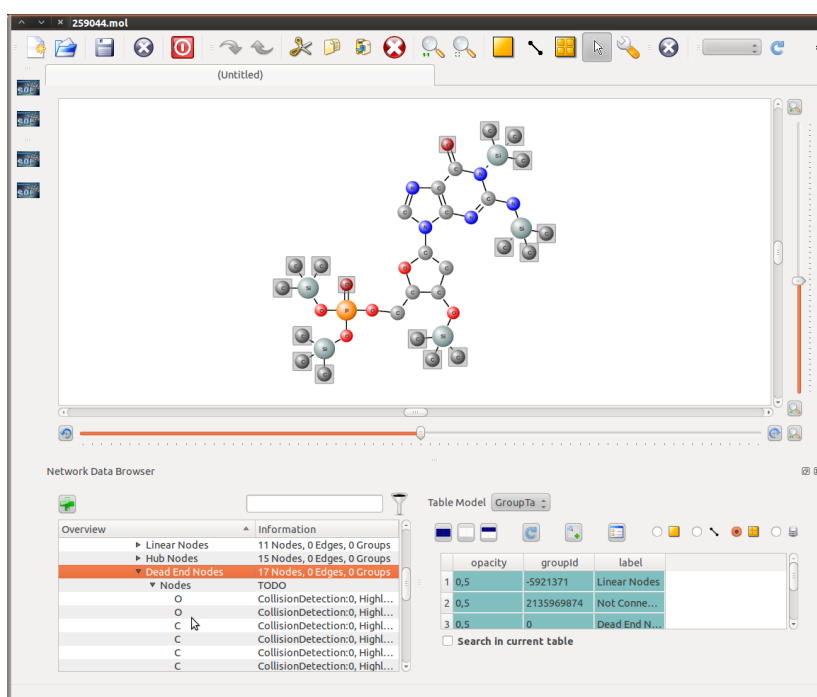 259044.mol
(Untitled)
SDF
SDF
SDF
SDF
Network Data Browser
Table Model GroupTa
Overview Information
Linear Nodes 11 Nodes, 0 Edges, 0 Groups
Hub Nodes 15 Nodes, 0 Edges, 0 Groups
Dead End Nodes 17 Nodes, 0 Edges, 0 Groups
Nodes TODO
O CollisionDetection:0, Highl...
O CollisionDetection:0, Highl...
C CollisionDetection:0, Highl...
C CollisionDetection:0, Highl...
C CollisionDetection:0, Highl...
C CollisionDetection:0, Highl...
opacity groupId label
1 0,5 -5921371 Linear Nodes
2 0,5 2135969874 Not Conne...
3 0,5 0 Dead End N...
Search in current table